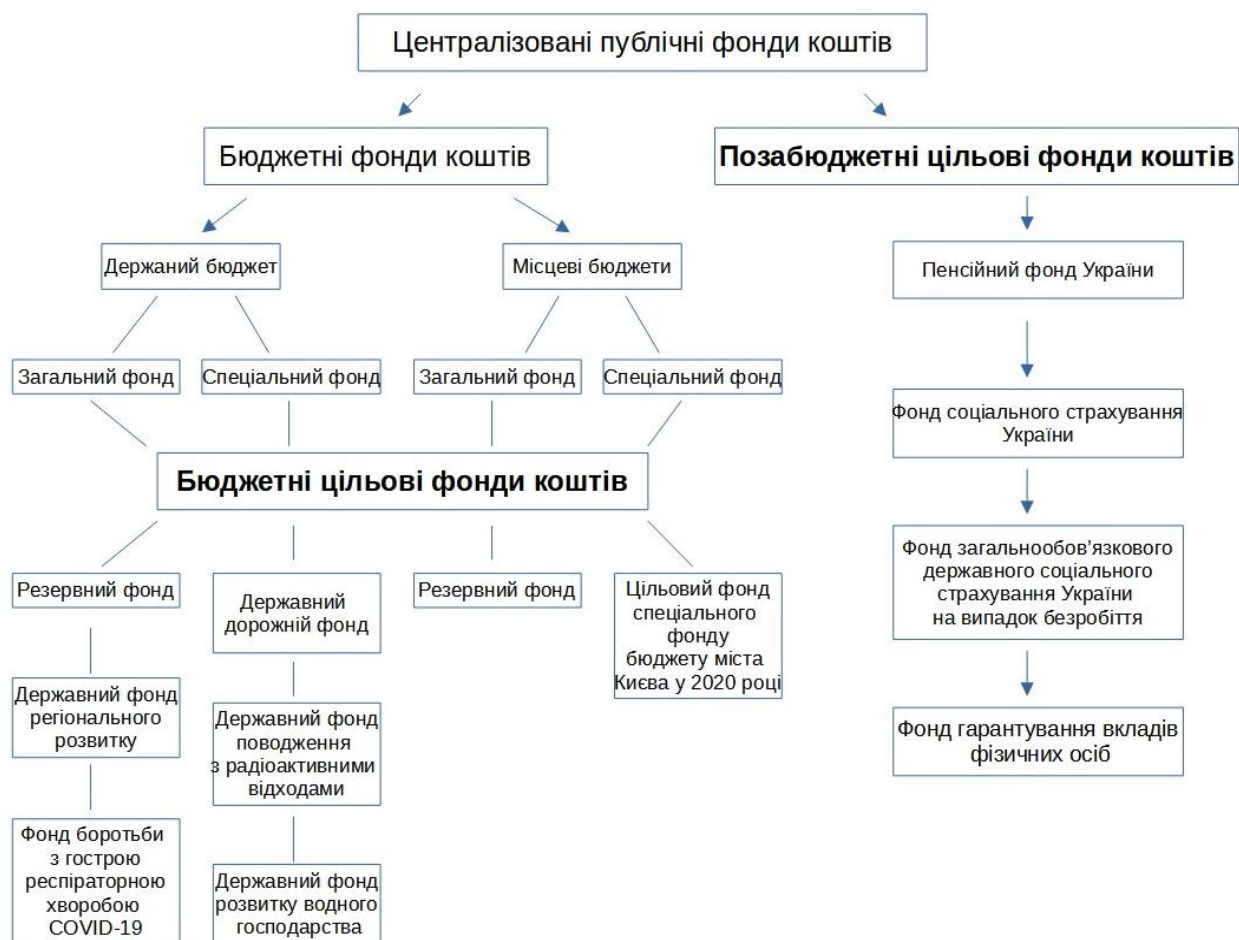 Централізовані публічні фонди коштів
Бюджетні фонди коштів
Позабюджетні цільові фонди коштів
Держаний бюджет
Місцеві бюджети
Пенсійний фонд України
Загальний фонд
Спеціальний фонд
Загальний фонд
Спеціальний фонд
Фонд соціального страхування
України
Бюджетні цільові фонди коштів
Фонд загальнообов’язкового
державного соціального
страхування України
на випадок безробіття
Резервний фонд
Державний
дорожній фонд
Резервний фонд
Цільовий фонд
спеціального
фонду
бюджету міста
Києва у 2020 році
Державний фонд
регіонального
розвитку
Державний фонд
поводження
з радіоактивними
відходами
Фонд гарантування вкладів
фізичних осіб
Фонд боротьби
з гострою
респіраторною
хворобою
COVID-19
Державний фонд
розвитку водного
господарства